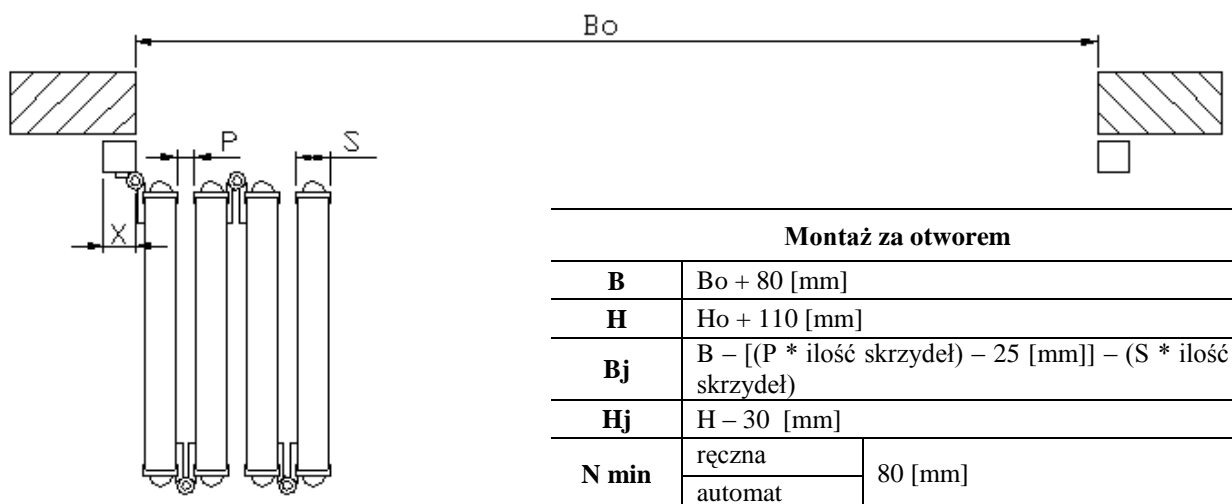 Bo
P
S
X
Montaż za otworem
B Bo + 80 [mm]
H Ho + 110 [mm]
Bj B – [(P * ilość skrzydeł) – 25 [mm]] – (S * ilość
skrzydeł)
Hj H – 30 [mm]
N min ręczna 80 [mm]
automat